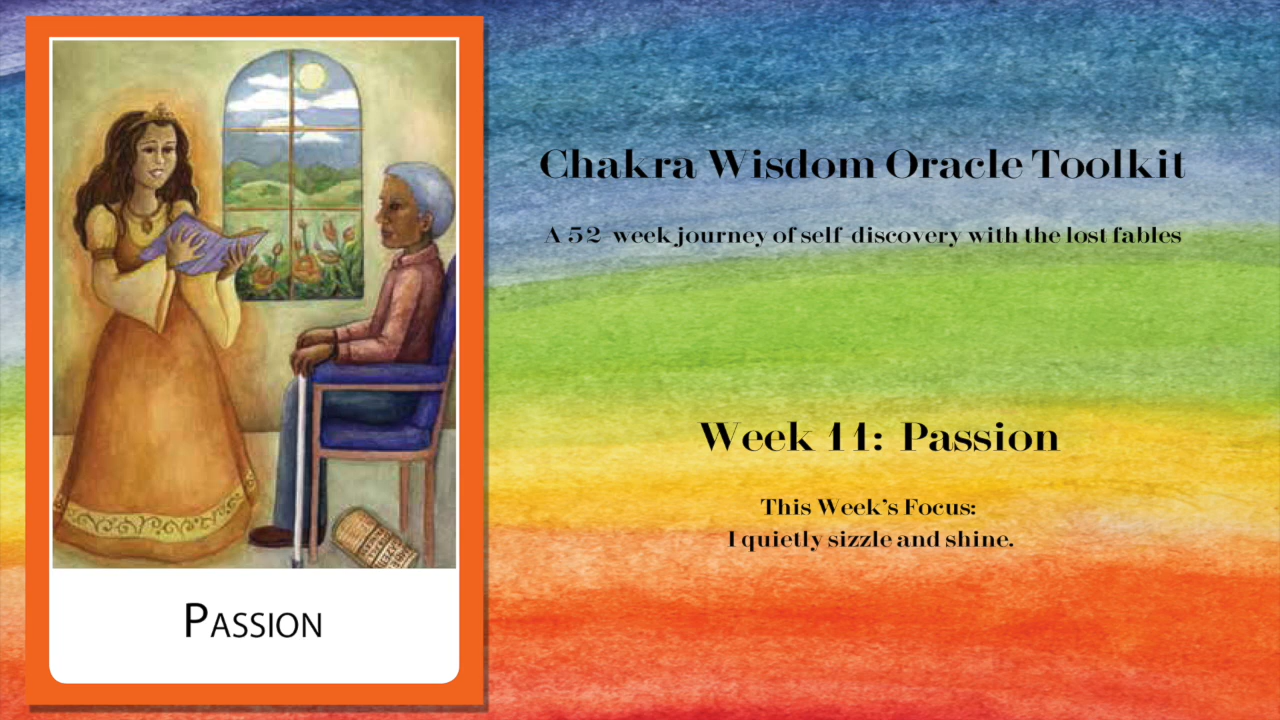 Chakra Wisdom Oracle Toolkit
A 52-week journey of self-discovery with the lost fables
Week 11: Passion
This Week's Focus:
I quietly sizzle and shine.
PASSION